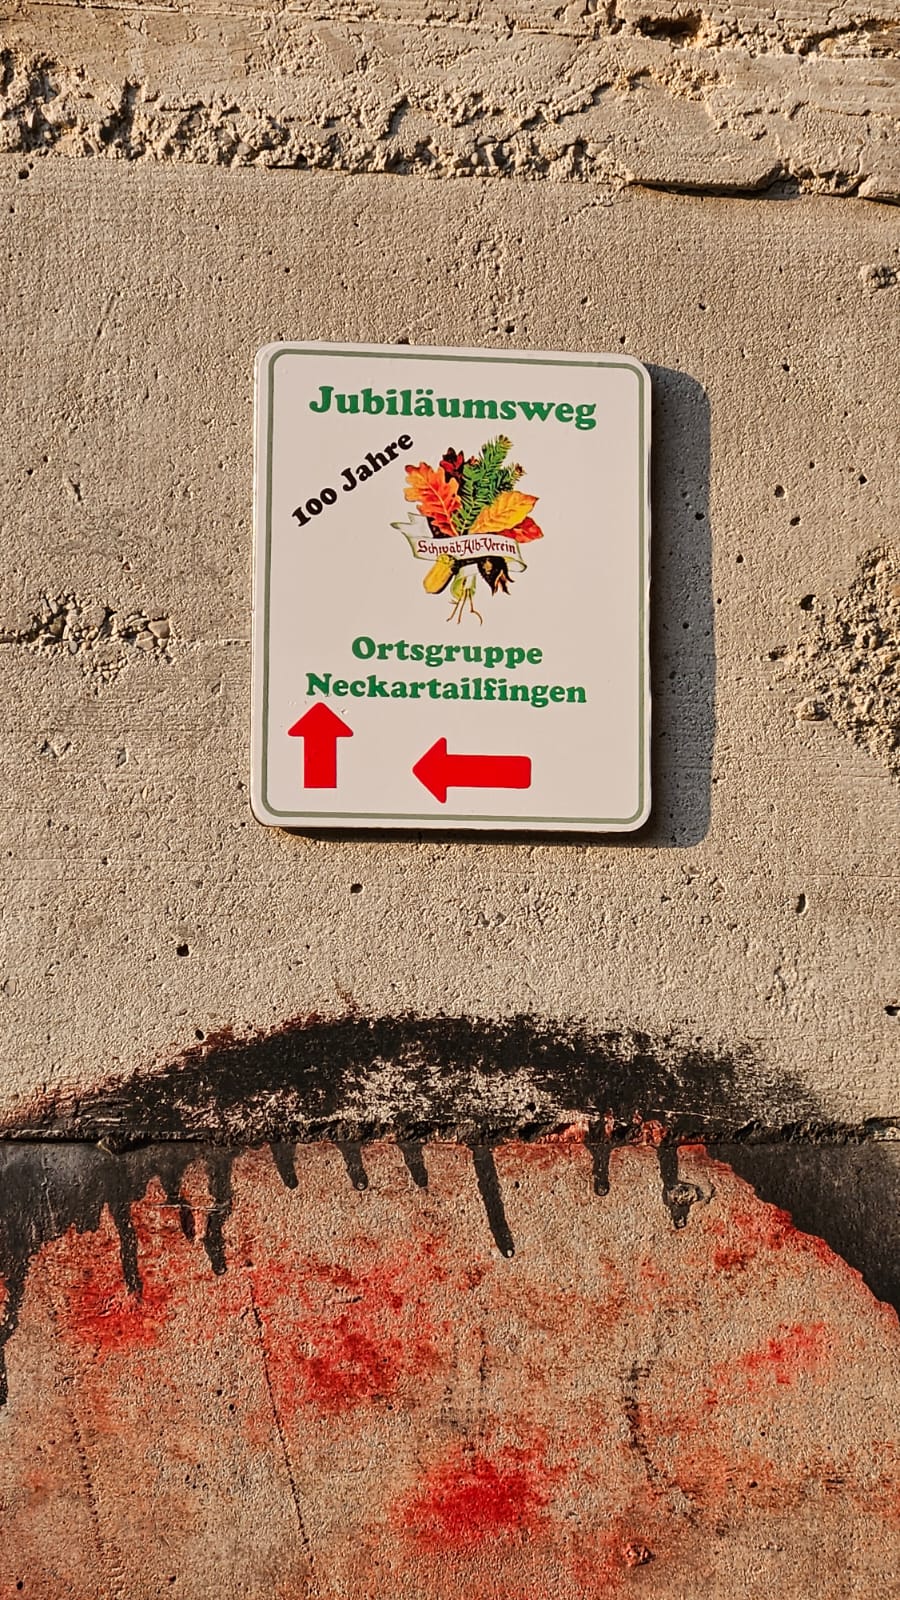 Jubiläumsweg
100 Jahre
Schwäb.Alb-Verein
Ortsgruppe
Neckartailfingen